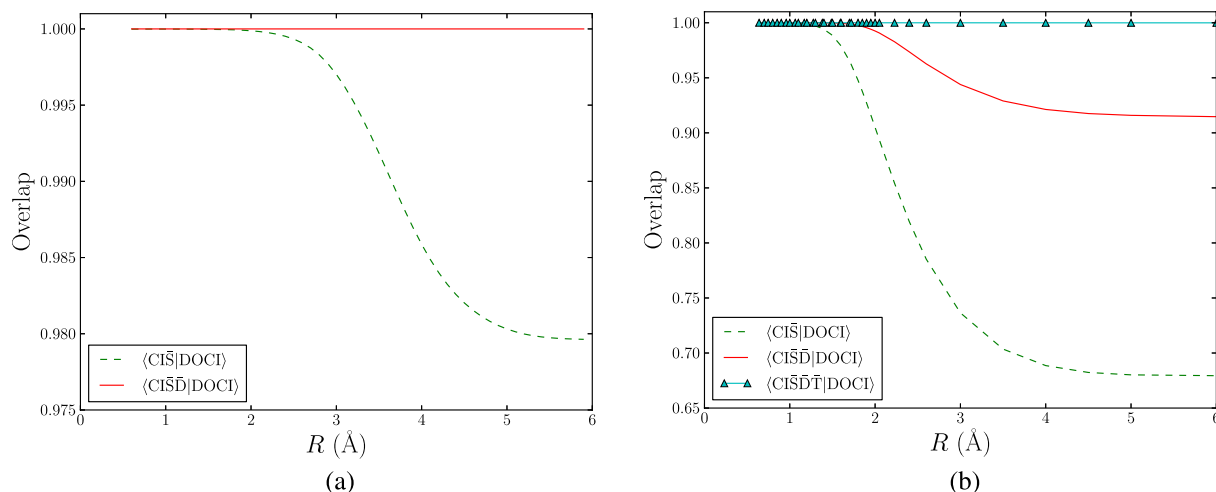 1.000
0.995
0.990
0.985
0.980
0.975
Overlap
0 1 2 3 4 5 6
R (Å)
⟨CIS̄|DOCI⟩
⟨CIS̄D̄|DOCI⟩
(a)
1.00
0.95
0.90
0.85
0.80
0.75
0.70
0.65
Overlap
0 1 2 3 4 5 6
R (Å)
⟨CIS̄|DOCI⟩
⟨CIS̄D̄|DOCI⟩
⟨CIS̄D̄T̄|DOCI⟩
(b)